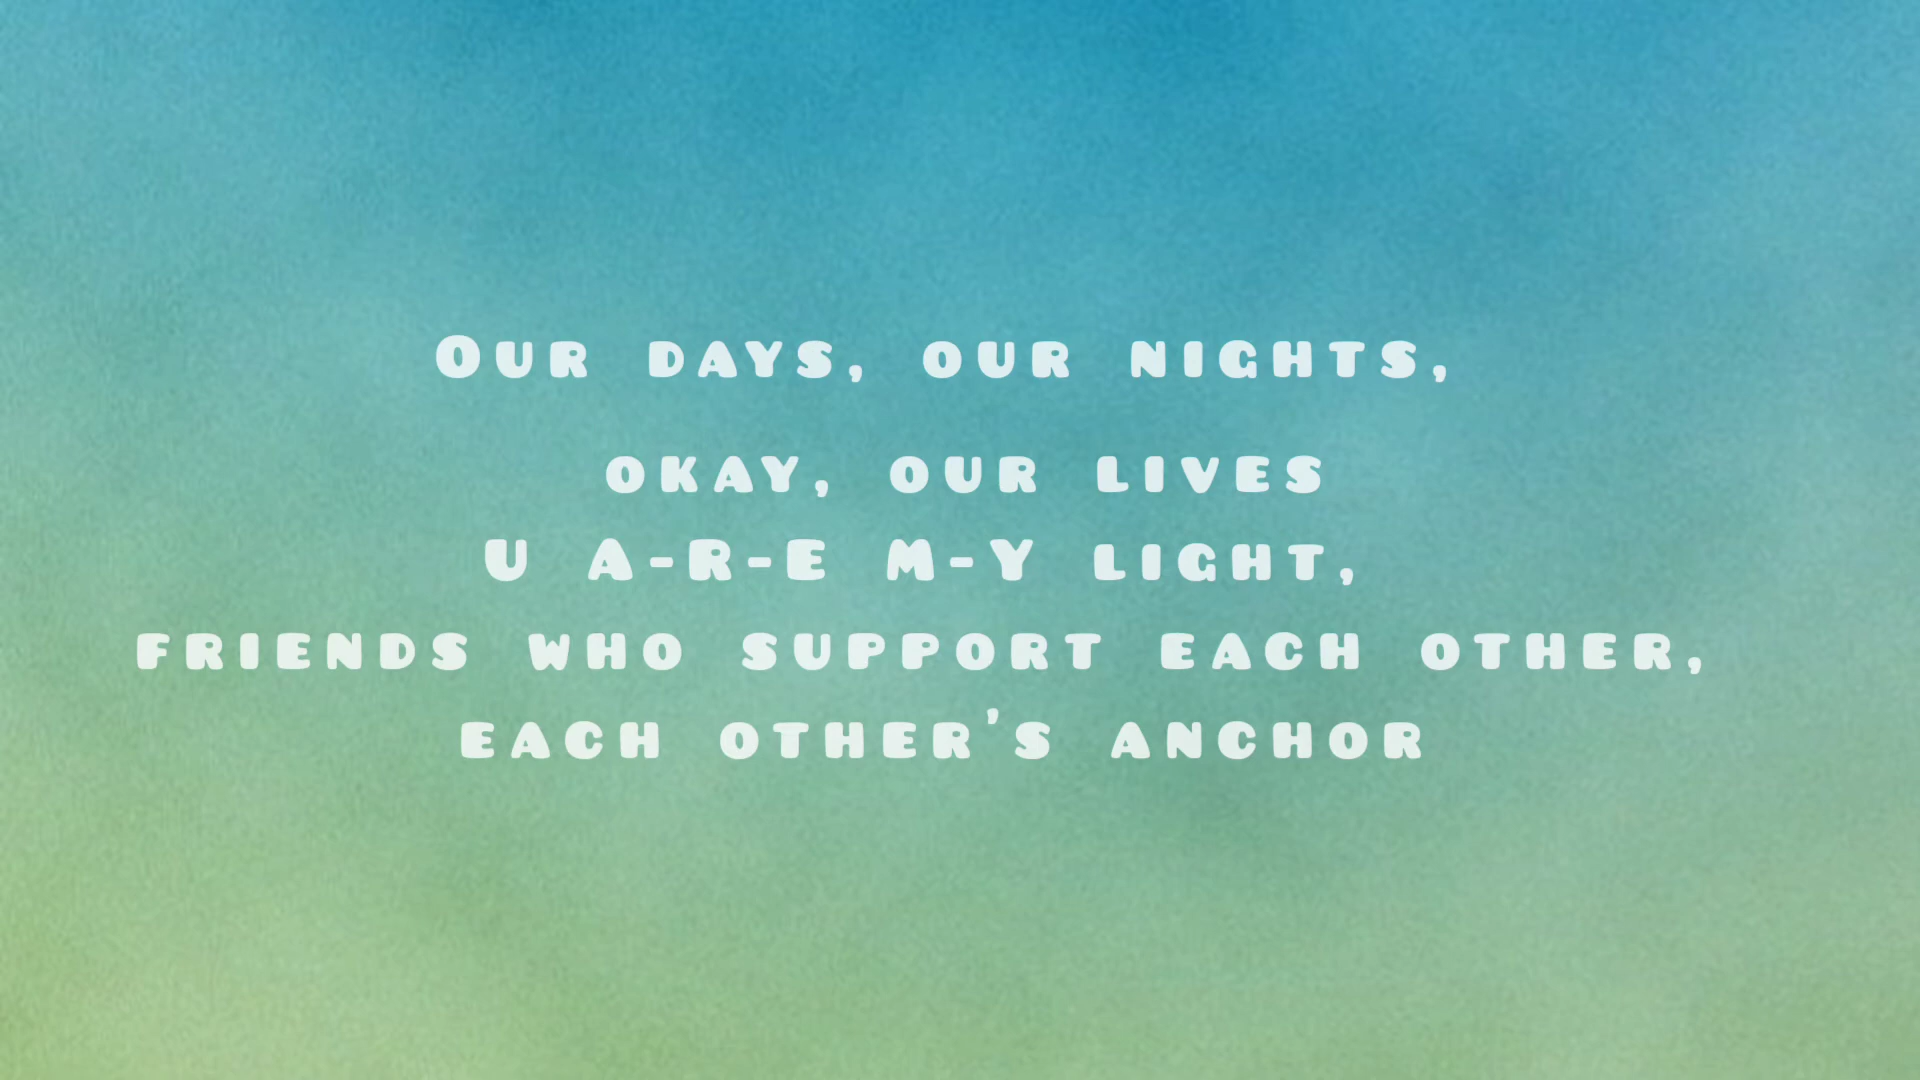 Our days, our nights,
okay, our lives
U A-R-E M-Y light,
friends who support each other,
each other's anchor